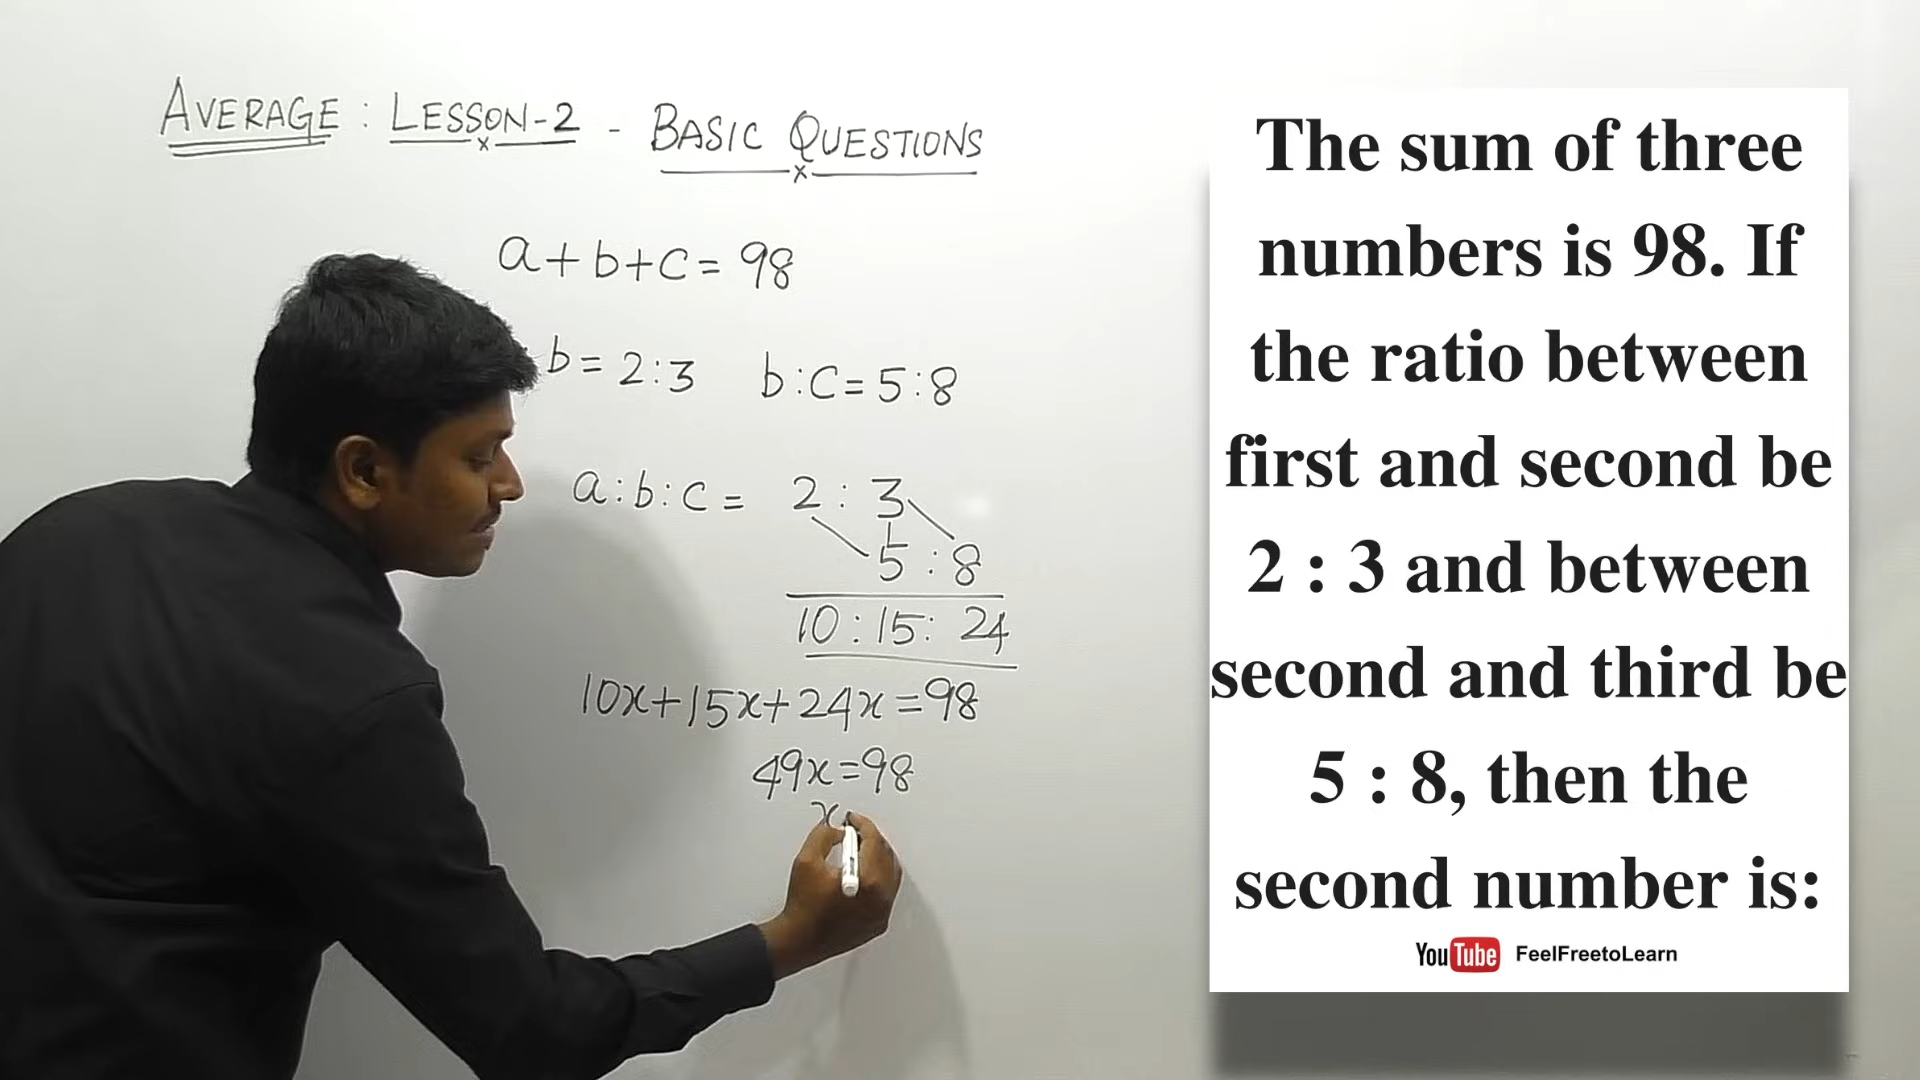 AVERAGE : LESSON-2 - BASIC QUESTIONS
a+b+c = 98
b = 2:3 b:c = 5:8
a:b:c = 2 : 3
5 : 8
10 : 15 : 24
10x+15x+24x = 98
49x = 98
x
The sum of three
numbers is 98. If
the ratio between
first and second be
2 : 3 and between
second and third be
5 : 8, then the
second number is:
YouTube FeelFreetoLearn